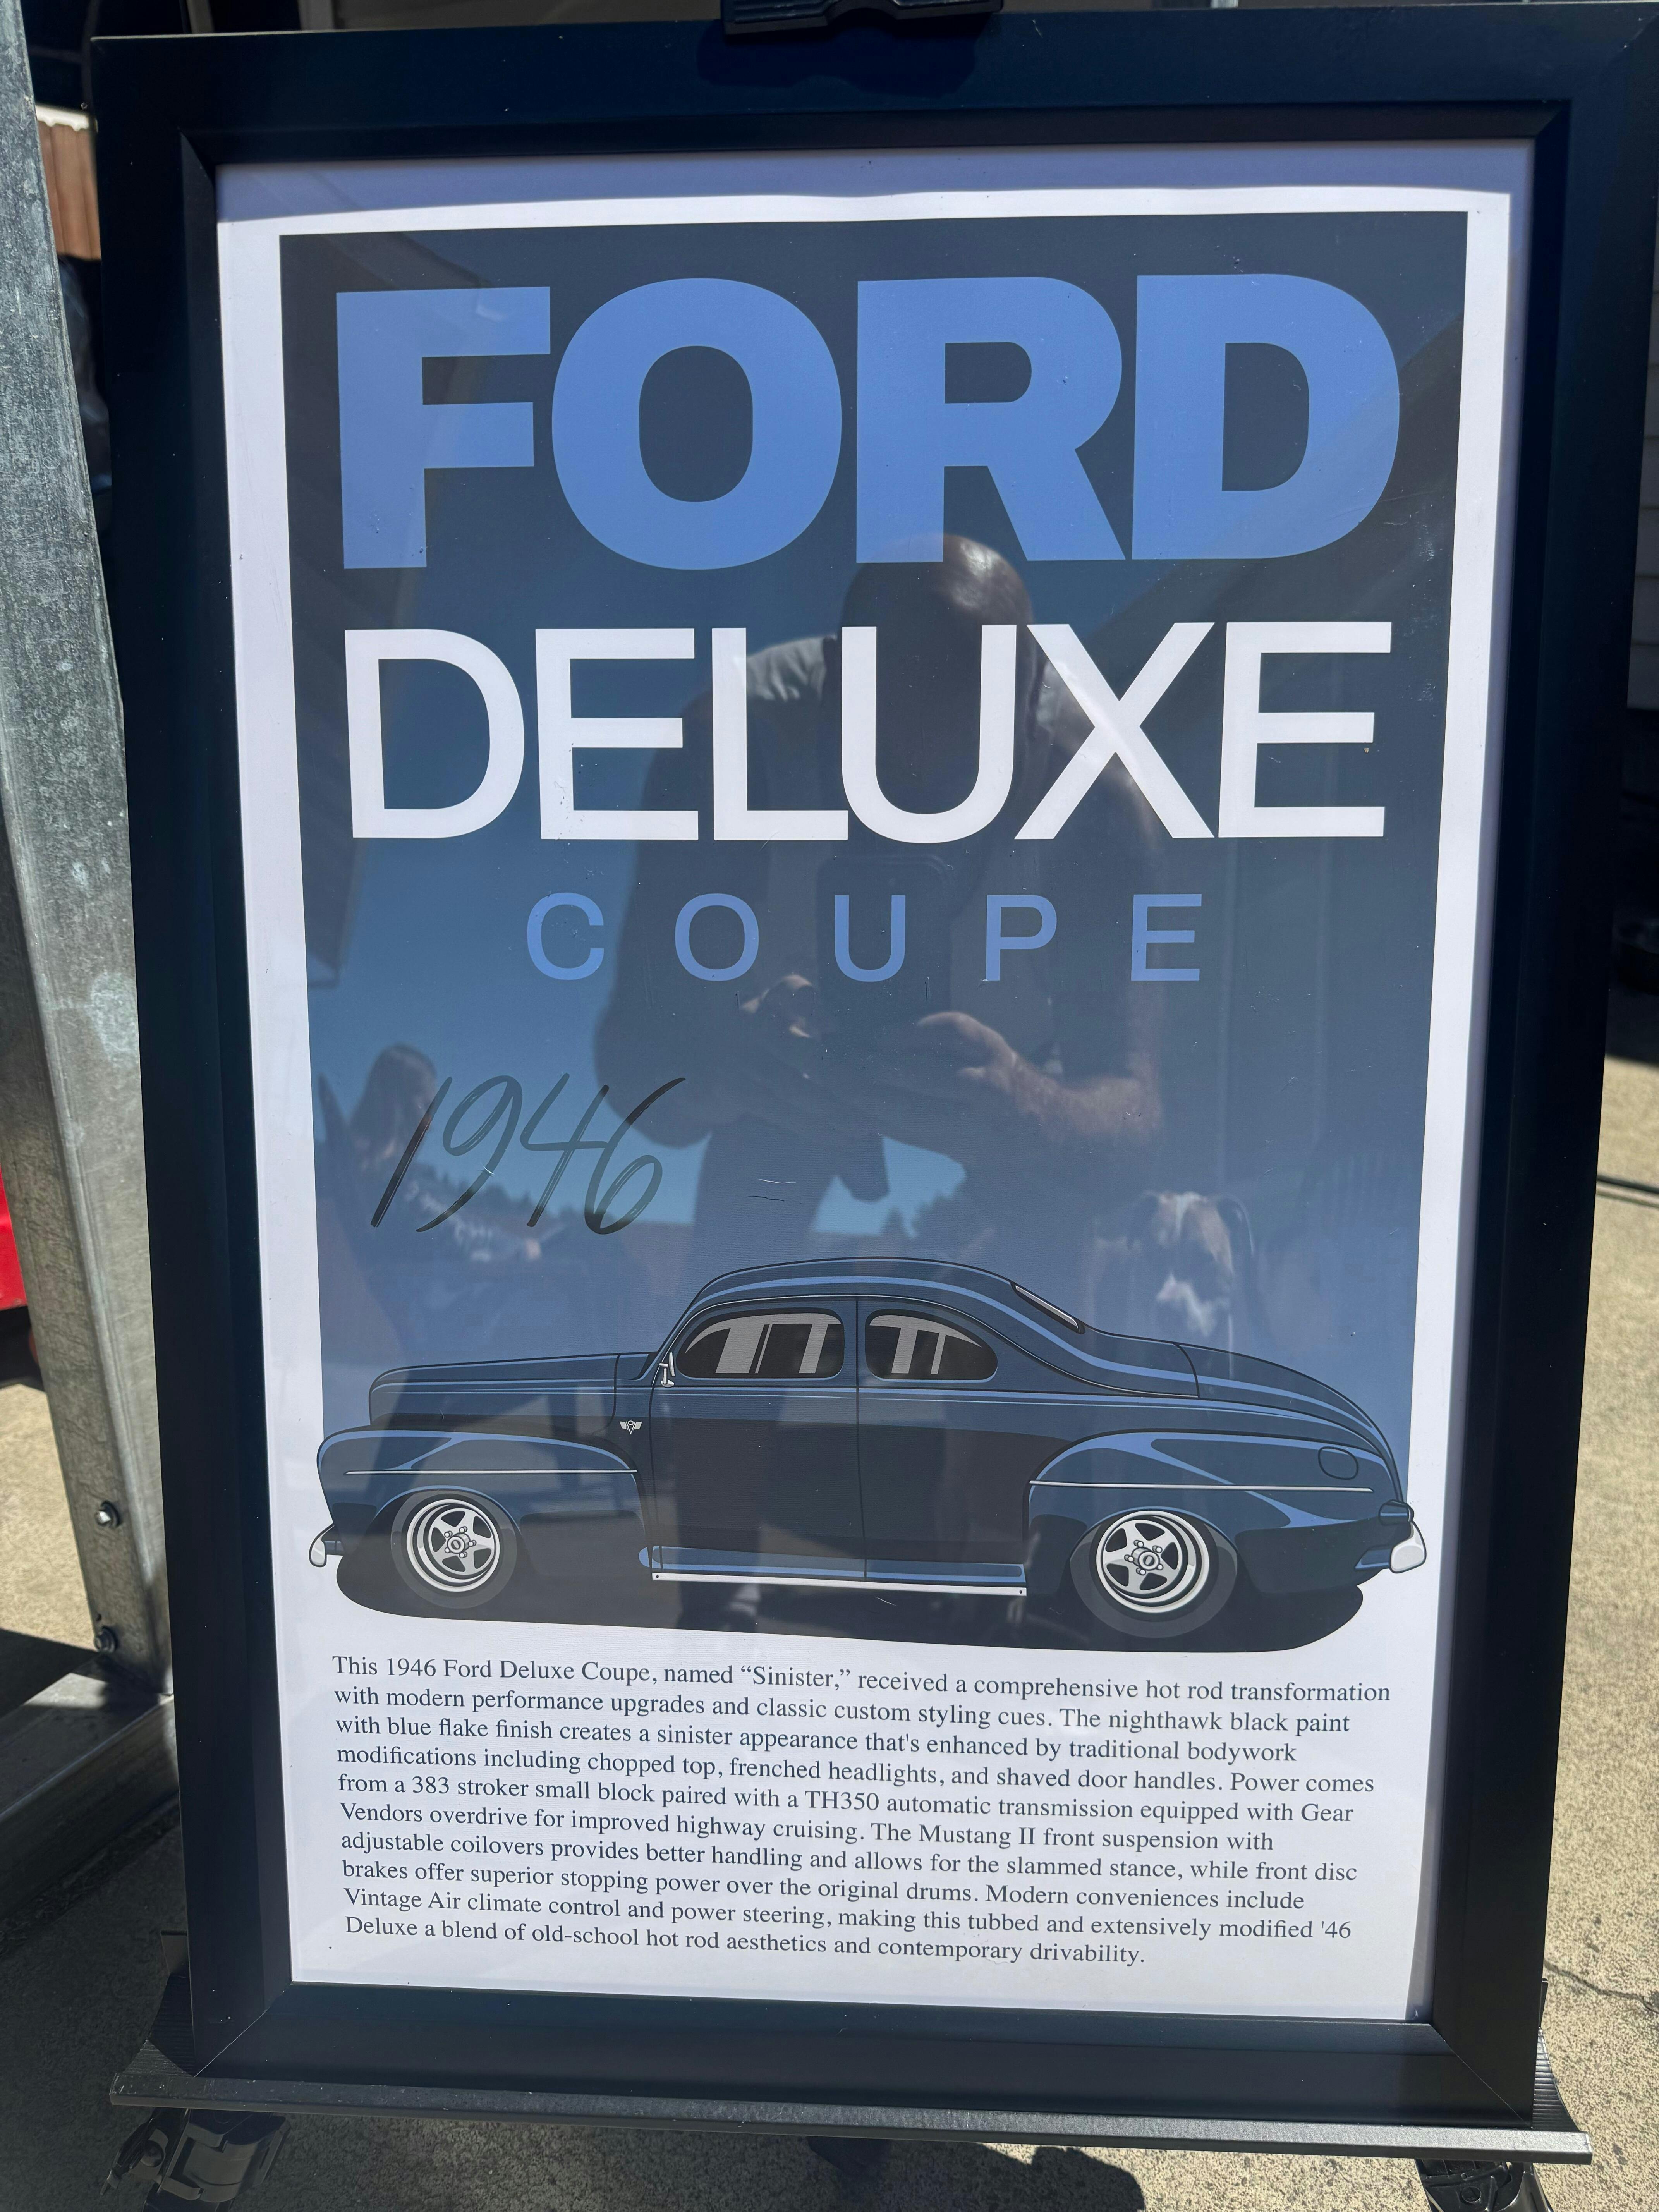 FORD
DELUXE
COUPE
1946
This 1946 Ford Deluxe Coupe, named “Sinister,” received a comprehensive hot rod transformation
with modern performance upgrades and classic custom styling cues. The nighthawk black paint
with blue flake finish creates a sinister appearance that's enhanced by traditional bodywork
modifications including chopped top, frenched headlights, and shaved door handles. Power comes
from a 383 stroker small block paired with a TH350 automatic transmission equipped with Gear
Vendors overdrive for improved highway cruising. The Mustang II front suspension with
adjustable coilovers provides better handling and allows for the slammed stance, while front disc
brakes offer superior stopping power over the original drums. Modern conveniences include
Vintage Air climate control and power steering, making this tubbed and extensively modified '46
Deluxe a blend of old-school hot rod aesthetics and contemporary drivability.